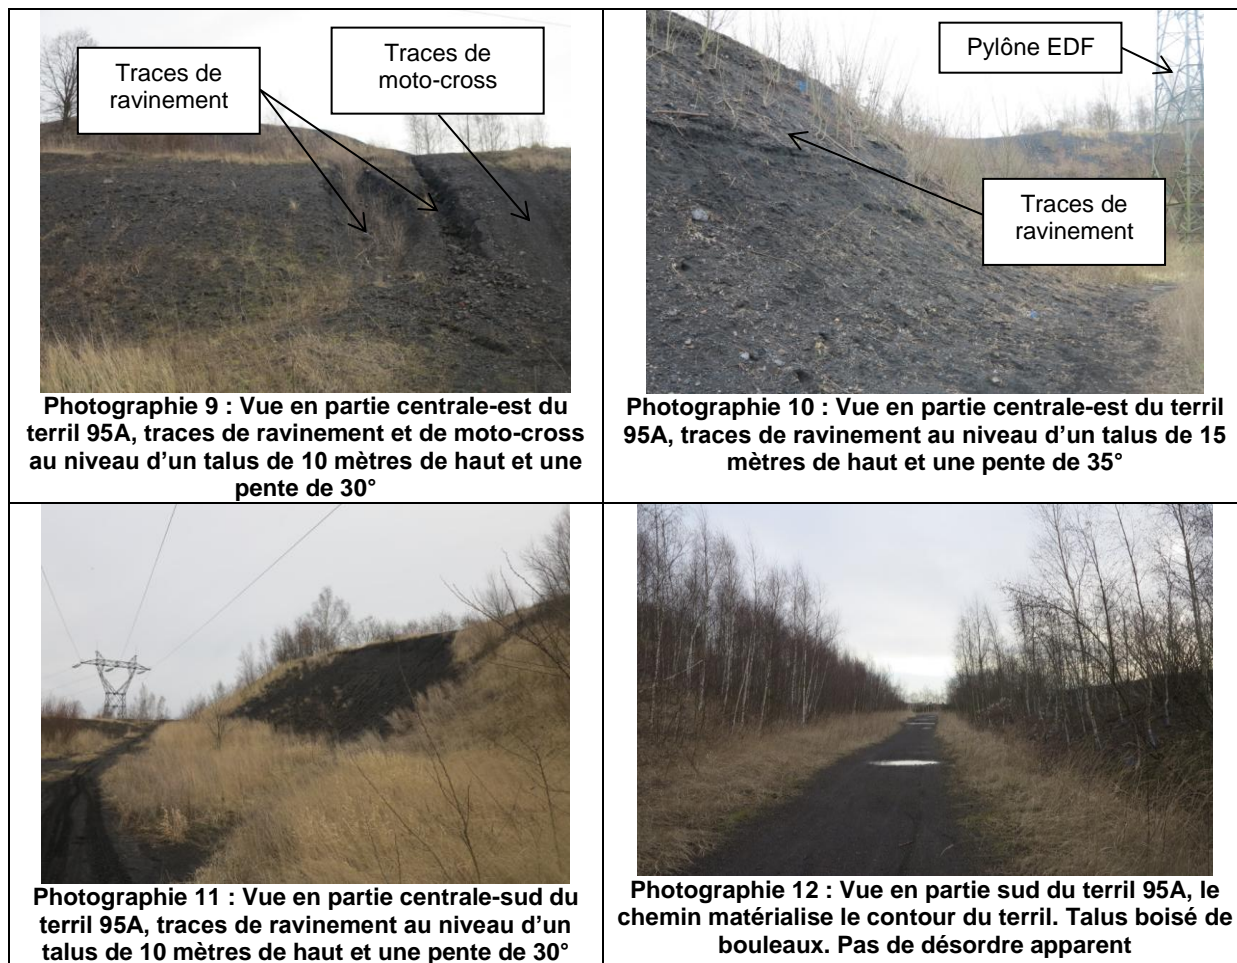 Traces de
ravinement
Traces de
moto-cross
Photographie 9 : Vue en partie centrale-est du
terril 95A, traces de ravinement et de moto-cross
au niveau d'un talus de 10 mètres de haut et une
pente de 30°
Pylône EDF
Traces de
ravinement
Photographie 10 : Vue en partie centrale-est du terril
95A, traces de ravinement au niveau d'un talus de 15
mètres de haut et une pente de 35°
Photographie 11 : Vue en partie centrale-sud du
terril 95A, traces de ravinement au niveau d'un
talus de 10 mètres de haut et une pente de 30°
Photographie 12 : Vue en partie sud du terril 95A, le
chemin matérialise le contour du terril. Talus boisé de
bouleaux. Pas de désordre apparent